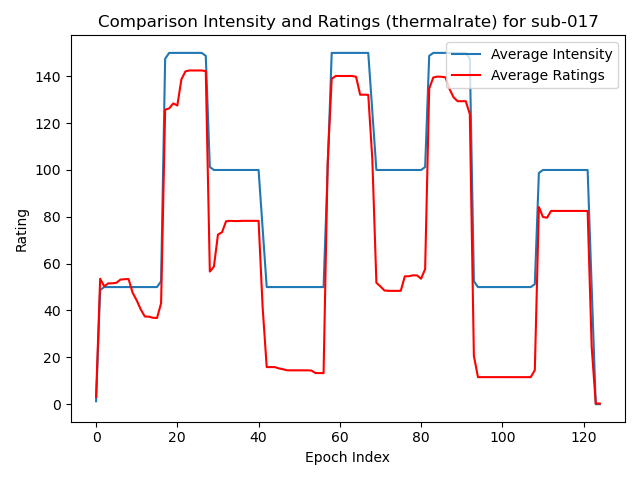 Comparison Intensity and Ratings (thermalrate) for sub-017
Average Intensity
Average Ratings
Rating
140
120
100
80
60
40
20
0
0 20 40 60 80 100 120
Epoch Index